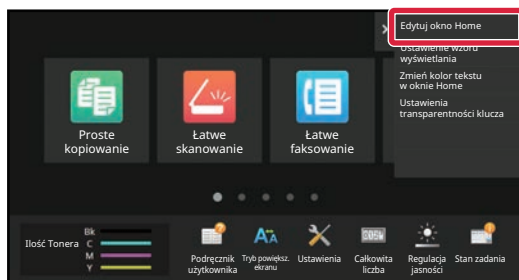 Edytuj okno Home
Ustawienie wzoru
wyświetlania
Zmień kolor tekstu
w oknie Home
Ustawienia
transparentności klucza
Proste
kopiowanie
Łatwe
skanowanie
Łatwe
faksowanie
Ilość Tonera
Bk
C
M
Y
Podręcznik
użytkownika
Tryb powiększ.
ekranu
Ustawienia
Całkowita
liczba
Regulacja
jasności
Stan zadania